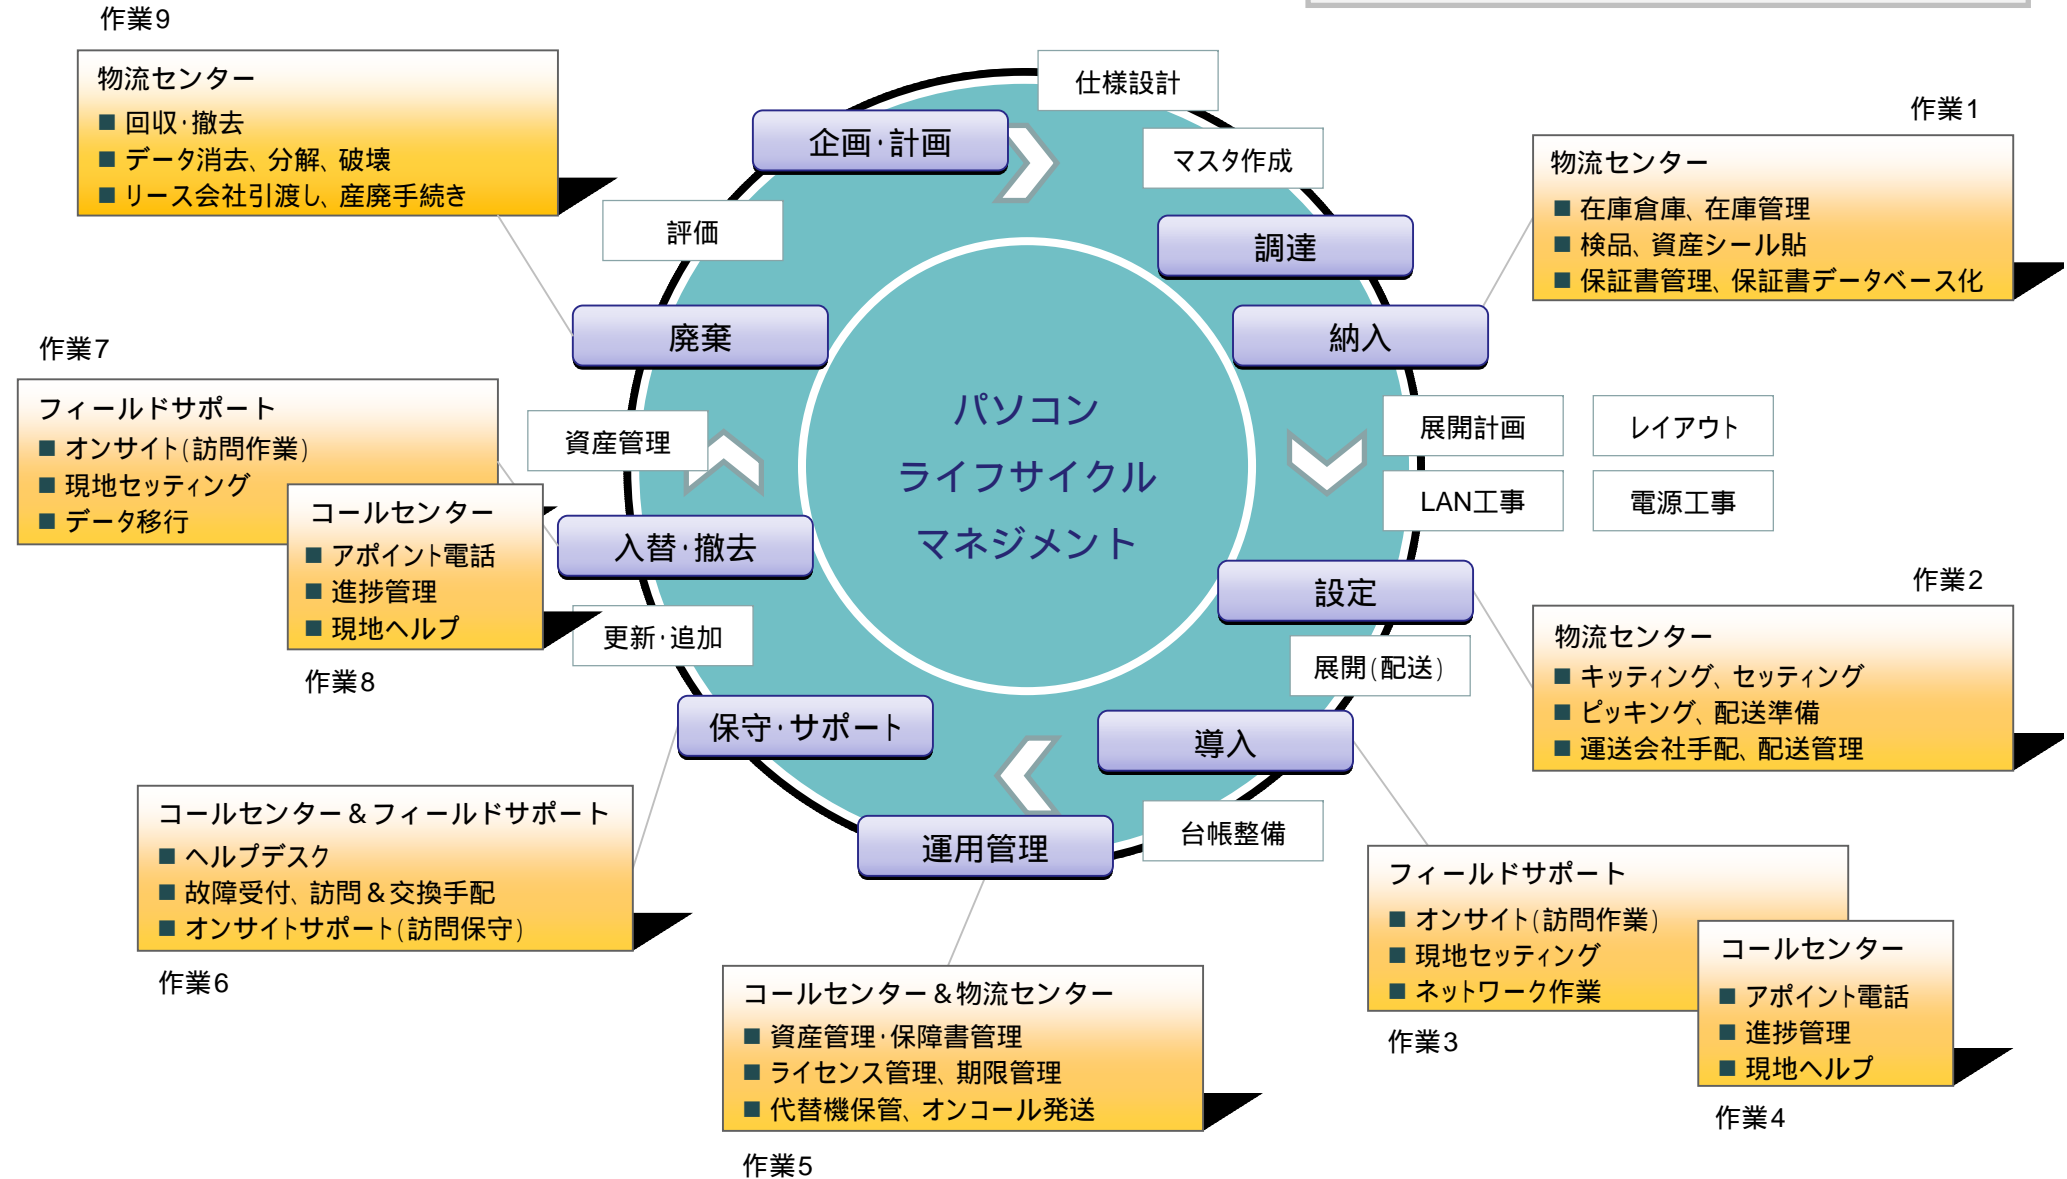 作業9
物流センター
■ 回収・撤去
■ データ消去、分解、破壊
■ リース会社引渡し、産廃手続き
仕様設計
企画・計画
マスタ作成
評価
調達
作業1
物流センター
■ 在庫倉庫、在庫管理
■ 検品、資産シール貼
■ 保証書管理、保証書データベース化
廃棄
納入
作業7
フィールドサポート
■ オンサイト(訪問作業)
■ 現地セッティング
■ データ移行
資産管理
パソコン
ライフサイクル
マネジメント
展開計画
レイアウト
LAN工事
電源工事
コールセンター
■ アポイント電話
■ 進捗管理
■ 現地ヘルプ
作業8
入替・撤去
更新・追加
設定
展開(配送)
作業2
物流センター
■ キッティング、セッティング
■ ピッキング、配送準備
■ 運送会社手配、配送管理
保守・サポート
導入
運用管理
台帳整備
コールセンター&フィールドサポート
■ ヘルプデスク
■ 故障受付、訪問&交換手配
■ オンサイトサポート(訪問保守)
作業6
コールセンター&物流センター
■ 資産管理・保障書管理
■ ライセンス管理、期限管理
■ 代替機保管、オンコール発送
作業5
フィールドサポート
■ オンサイト(訪問作業)
■ 現地セッティング
■ ネットワーク作業
作業3
コールセンター
■ アポイント電話
■ 進捗管理
■ 現地ヘルプ
作業4